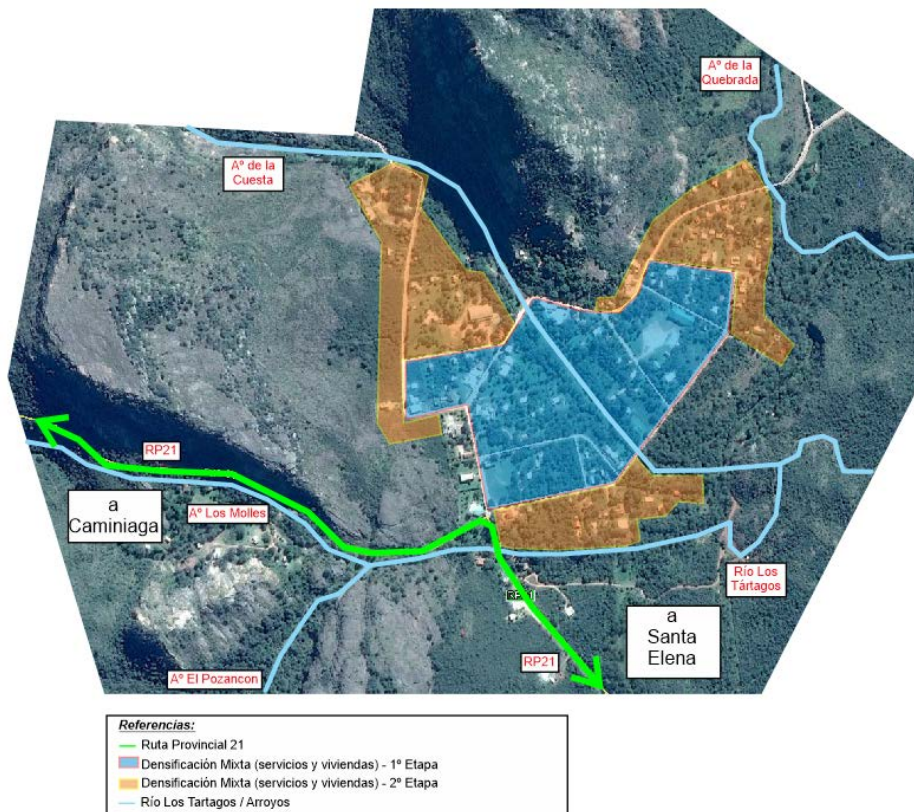 Aº de la
Quebrada
Aº de la
Cuesta
RP21
a
Caminiaga
Aº Los Molles
Río Los
Tártagos
a
Santa
Elena
RP21
Aº El Pozancon
Referencias:
Ruta Provincial 21
Densificación Mixta (servicios y viviendas) - 1º Etapa
Densificación Mixta (servicios y viviendas) - 2º Etapa
Río Los Tartagos / Arroyos